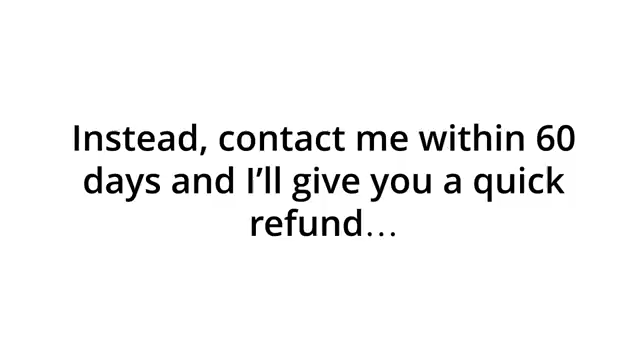 Instead, contact me within 60
days and I’ll give you a quick
refund…